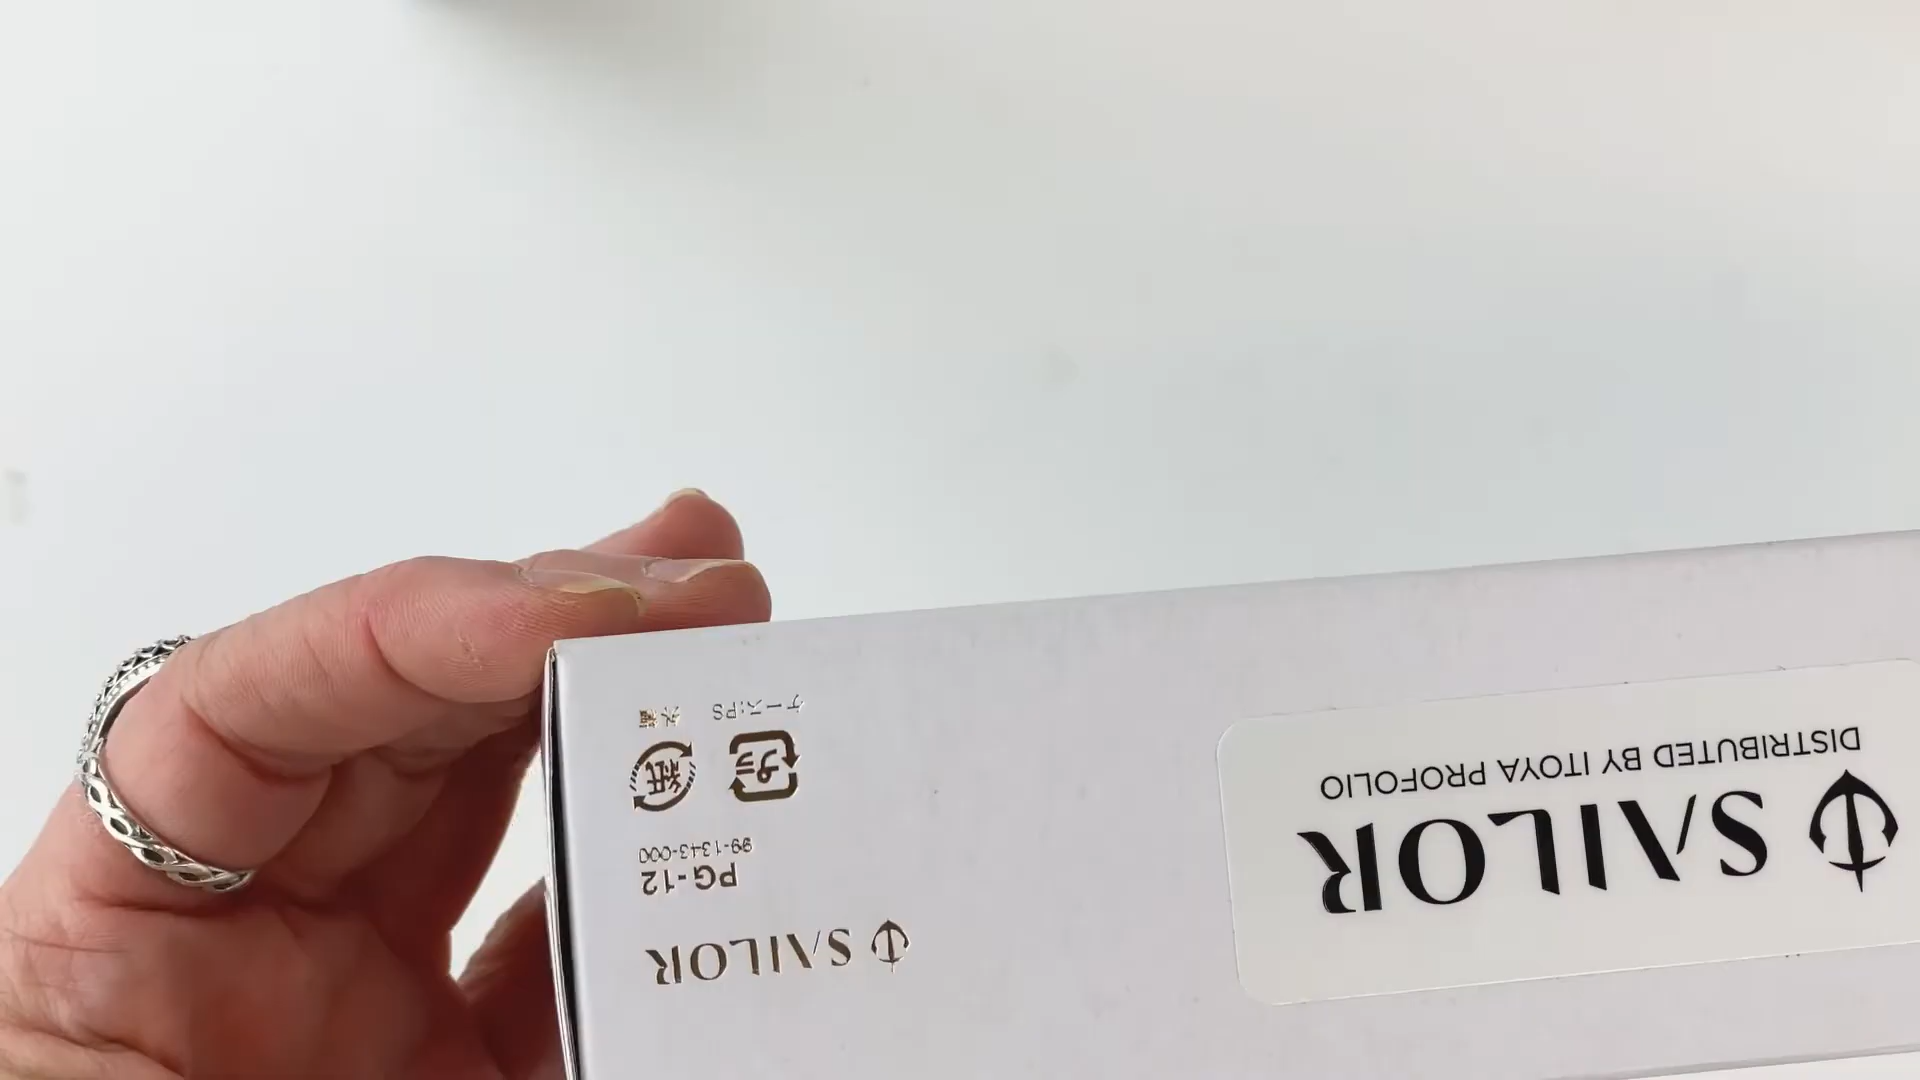 SAILOR
DISTRIBUTED BY ITOYA PROFOLIO
SAILOR
PG-12
99-1343-000
プラ
紙
ケース:PS
外箱